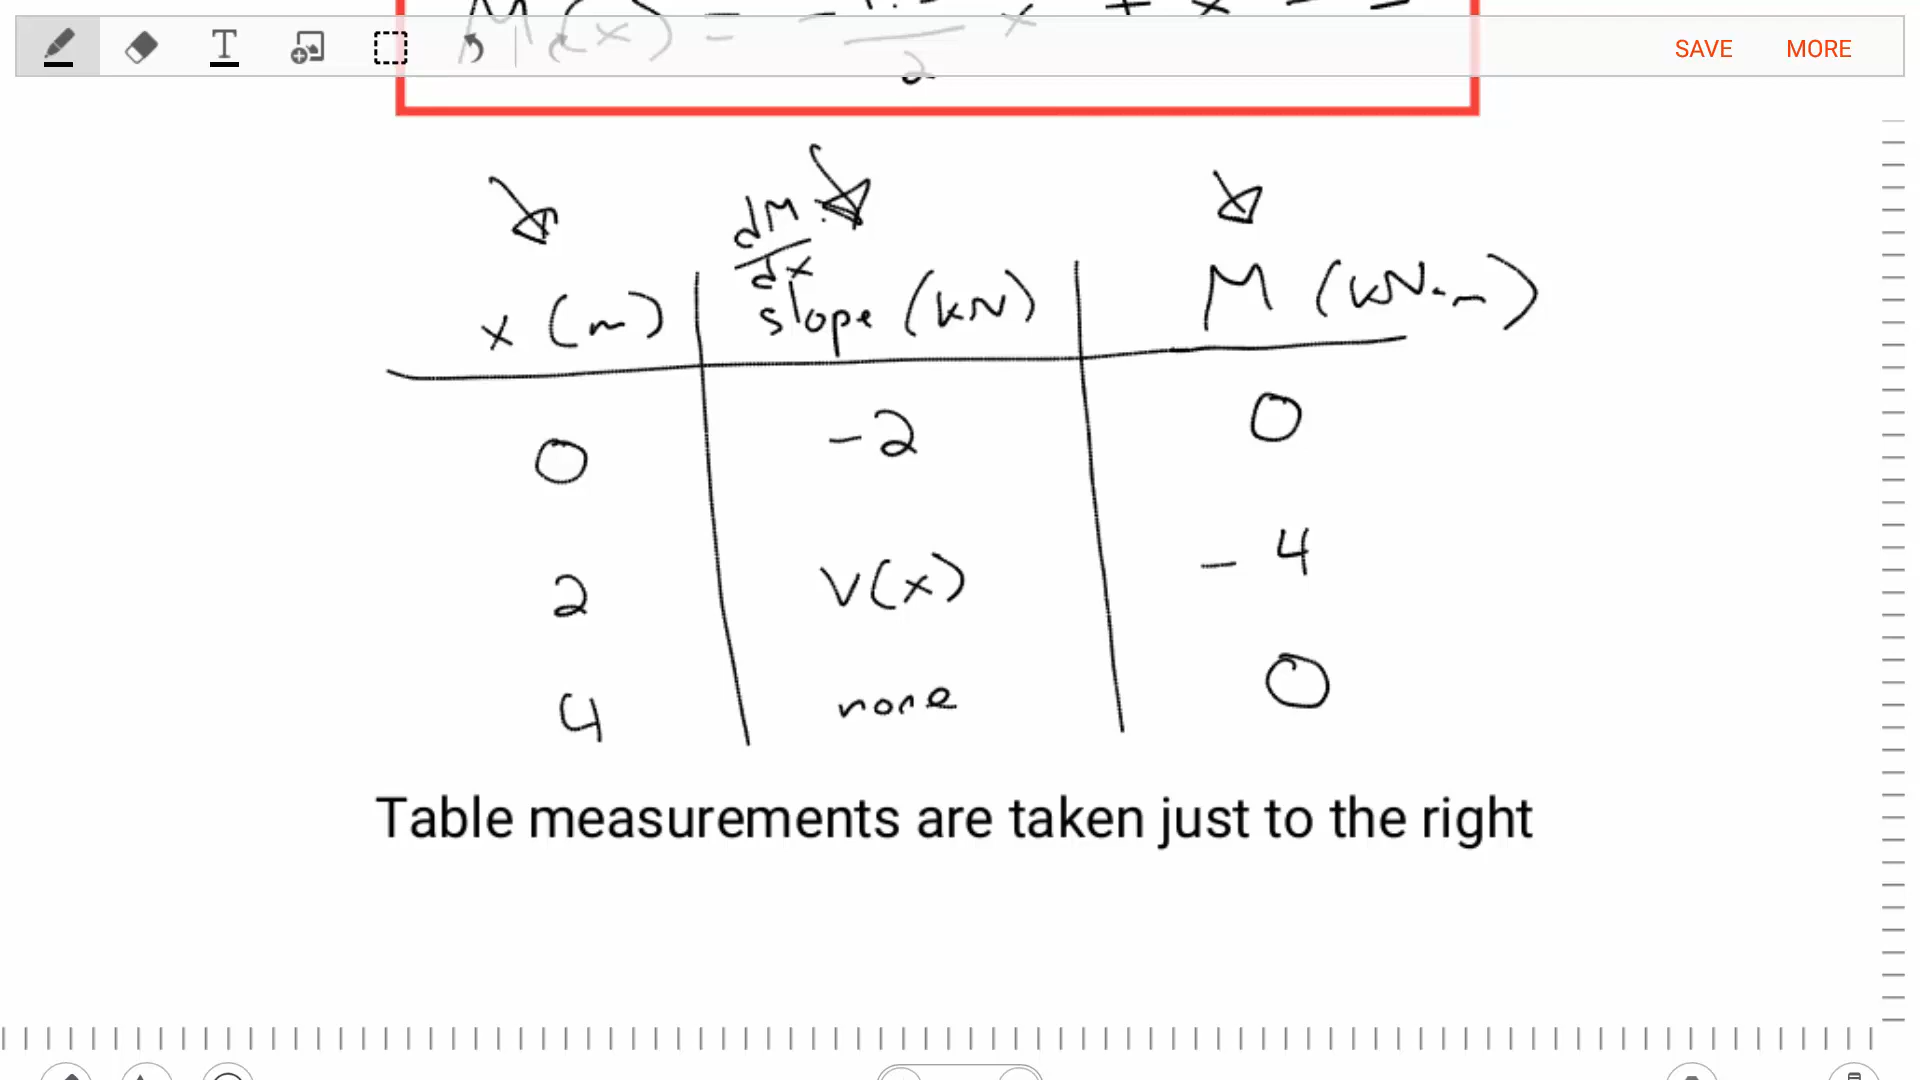 SAVE MORE
M(x) =
2
dM
dx
x (m) slope (kN) M (kN·m)
0 -2 0
2 V(x) -4
4 none 0
Table measurements are taken just to the right